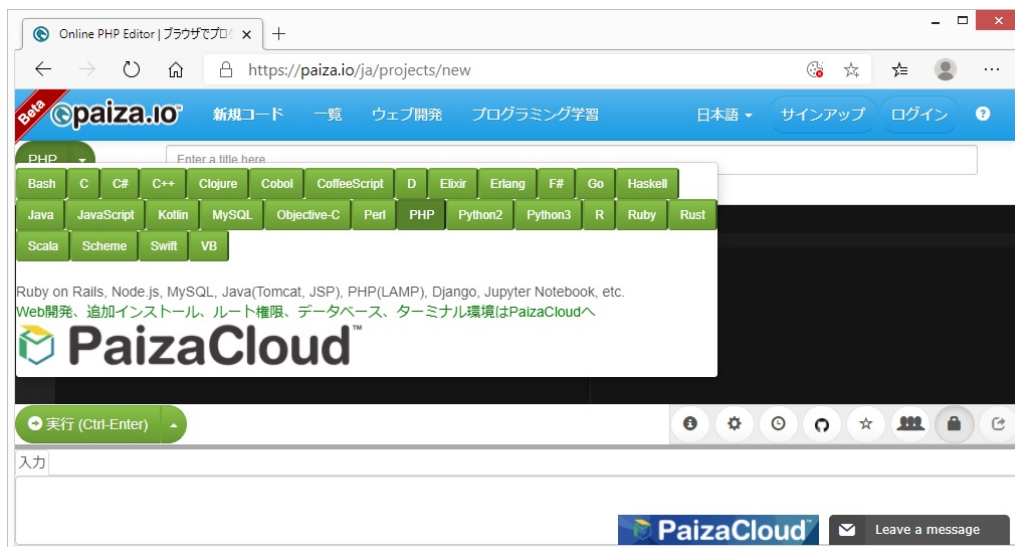 Online PHP Editor | ブラウザでプログ
https://paiza.io/ja/projects/new
Beta paiza.io 新規コード 一覧 ウェブ開発 プログラミング学習 日本語 サインアップ ログイン
PHP Enter a title here
Bash C C# C++ Clojure Cobol CoffeeScript D Elixir Erlang F# Go Haskell
Java JavaScript Kotlin MySQL Objective-C Perl PHP Python2 Python3 R Ruby Rust
Scala Scheme Swift VB
Ruby on Rails, Node.js, MySQL, Java(Tomcat, JSP), PHP(LAMP), Django, Jupyter Notebook, etc.
Web開発、追加インストール、ルート権限、データベース、ターミナル環境はPaizaCloudへ
PaizaCloud™
実行 (Ctrl-Enter)
入力
PaizaCloud™ Leave a message